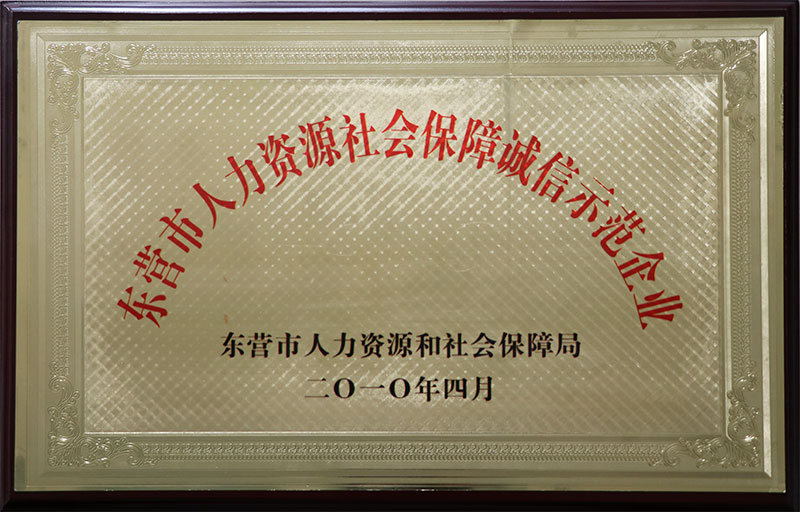 东营市人力资源社会保障诚信示范企业
东营市人力资源和社会保障局
二〇一〇年四月